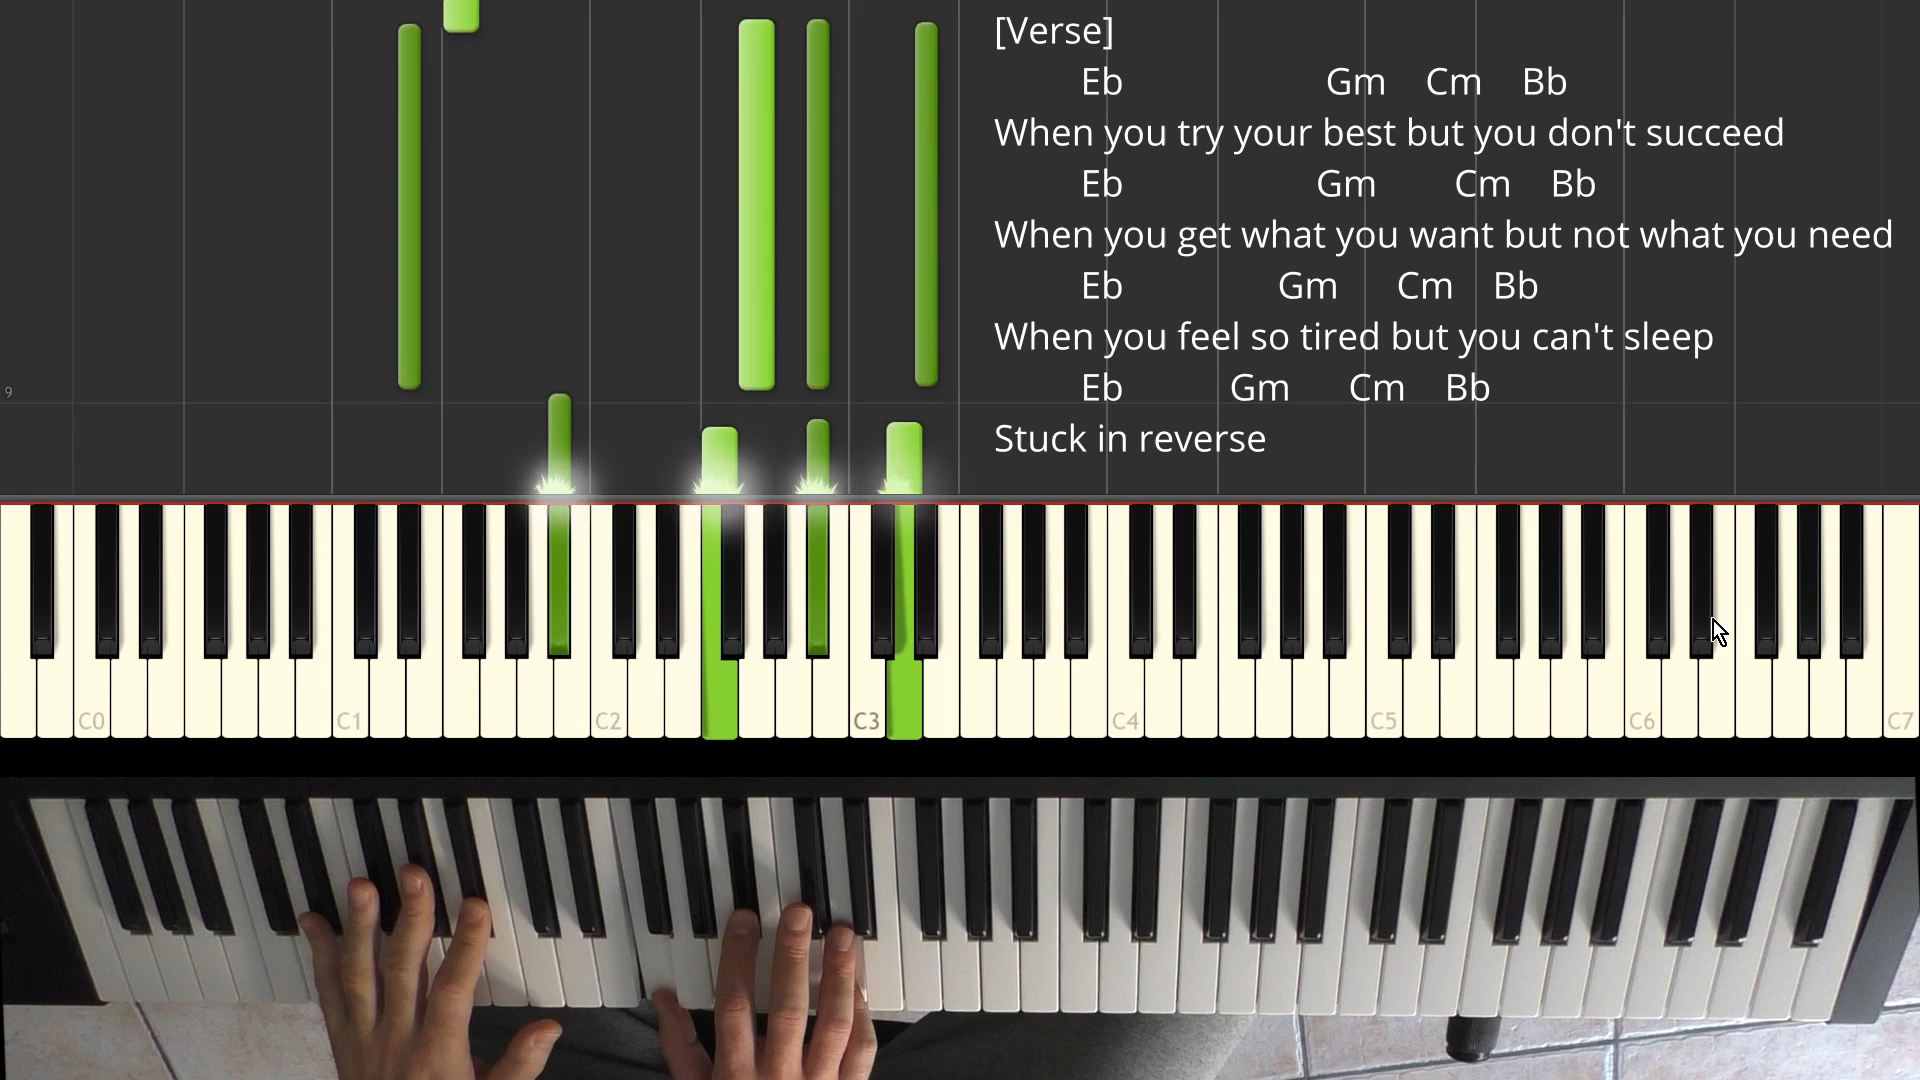 [Verse]
Eb Gm Cm Bb
When you try your best but you don't succeed
Eb Gm Cm Bb
When you get what you want but not what you need
Eb Gm Cm Bb
When you feel so tired but you can't sleep
9
Eb Gm Cm Bb
Stuck in reverse
C0 C1 C2 C3 C4 C5 C6 C7